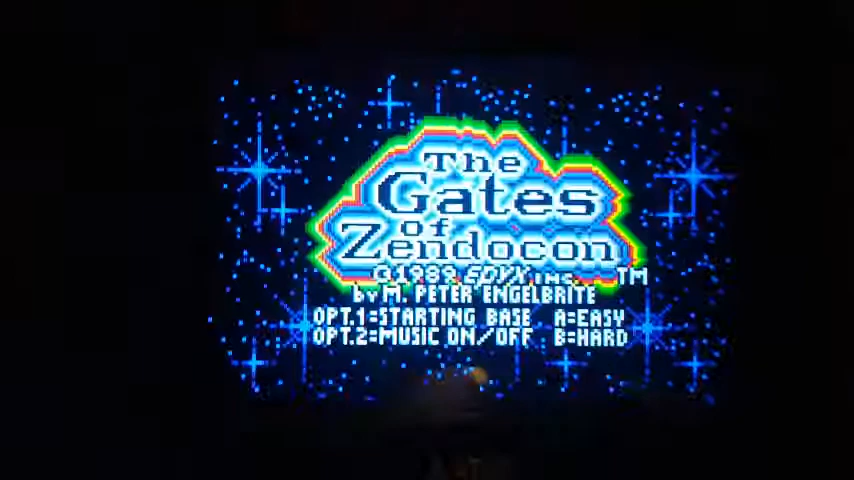 The
Gates
of
Zendocon
©1989 EPYX, INC. TM
by M. PETER ENGELBRITE
OPT.1=STARTING BASE A=EASY
OPT.2=MUSIC ON/OFF B=HARD